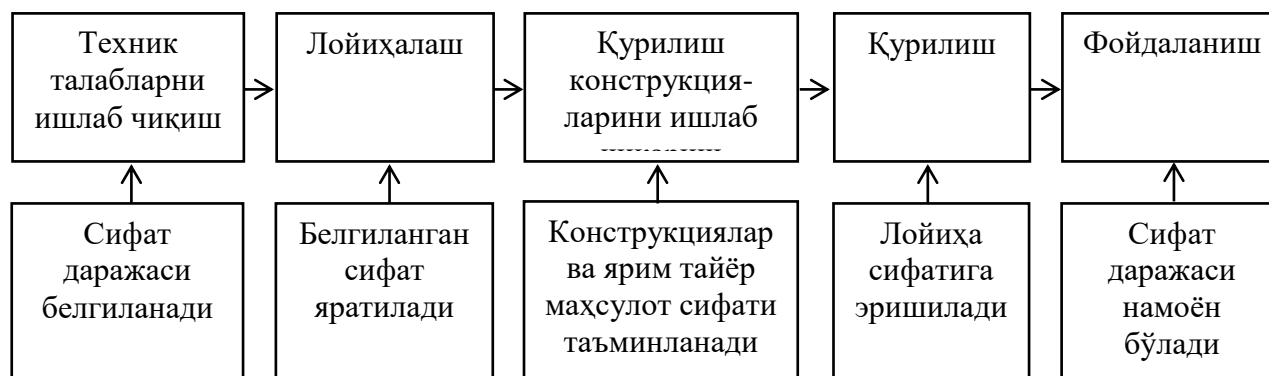 Техник
талабларни
ишлаб чиқиш
Лойиҳалаш
Қурилиш
конструкция-
ларини ишлаб
Қурилиш
Фойдаланиш
Сифат
даражаси
белгиланади
Белгиланган
сифат
яратилади
Конструкциялар
ва ярим тайёр
маҳсулот сифати
таъминланади
Лойиҳа
сифатига
эришилади
Сифат
даражаси
намоён
бўлади